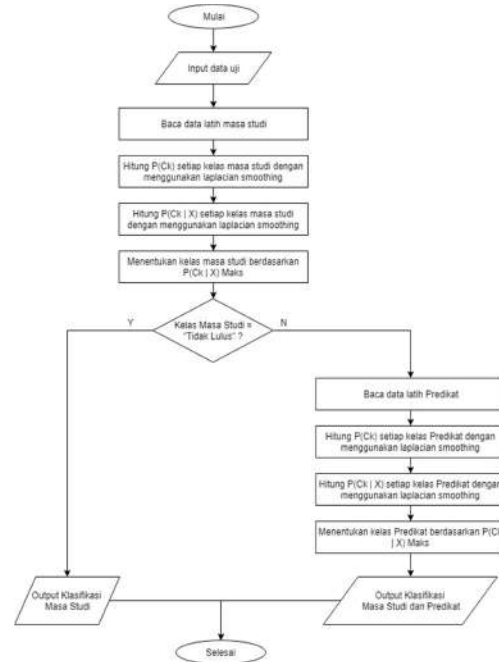 Mulai
Input data uji
Baca data latih masa studi
Hitung P(Ck) setiap kelas masa studi dengan
menggunakan laplacian smoothing
Hitung P(Ck | X) setiap kelas masa studi
dengan menggunakan laplacian smoothing
Menentukan kelas masa studi berdasarkan
P(Ck | X) Maks
Y
Kelas Masa Studi =
"Tidak Lulus" ?
N
Baca data latih Predikat
Hitung P(Ck) setiap kelas Predikat dengan
menggunakan laplacian smoothing
Hitung P(Ck | X) setiap kelas Predikat dengan
menggunakan laplacian smoothing
Menentukan kelas Predikat berdasarkan P(Ck
| X) Maks
Output Klasifikasi
Masa Studi
Output Klasifikasi
Masa Studi dan Predikat
Selesai